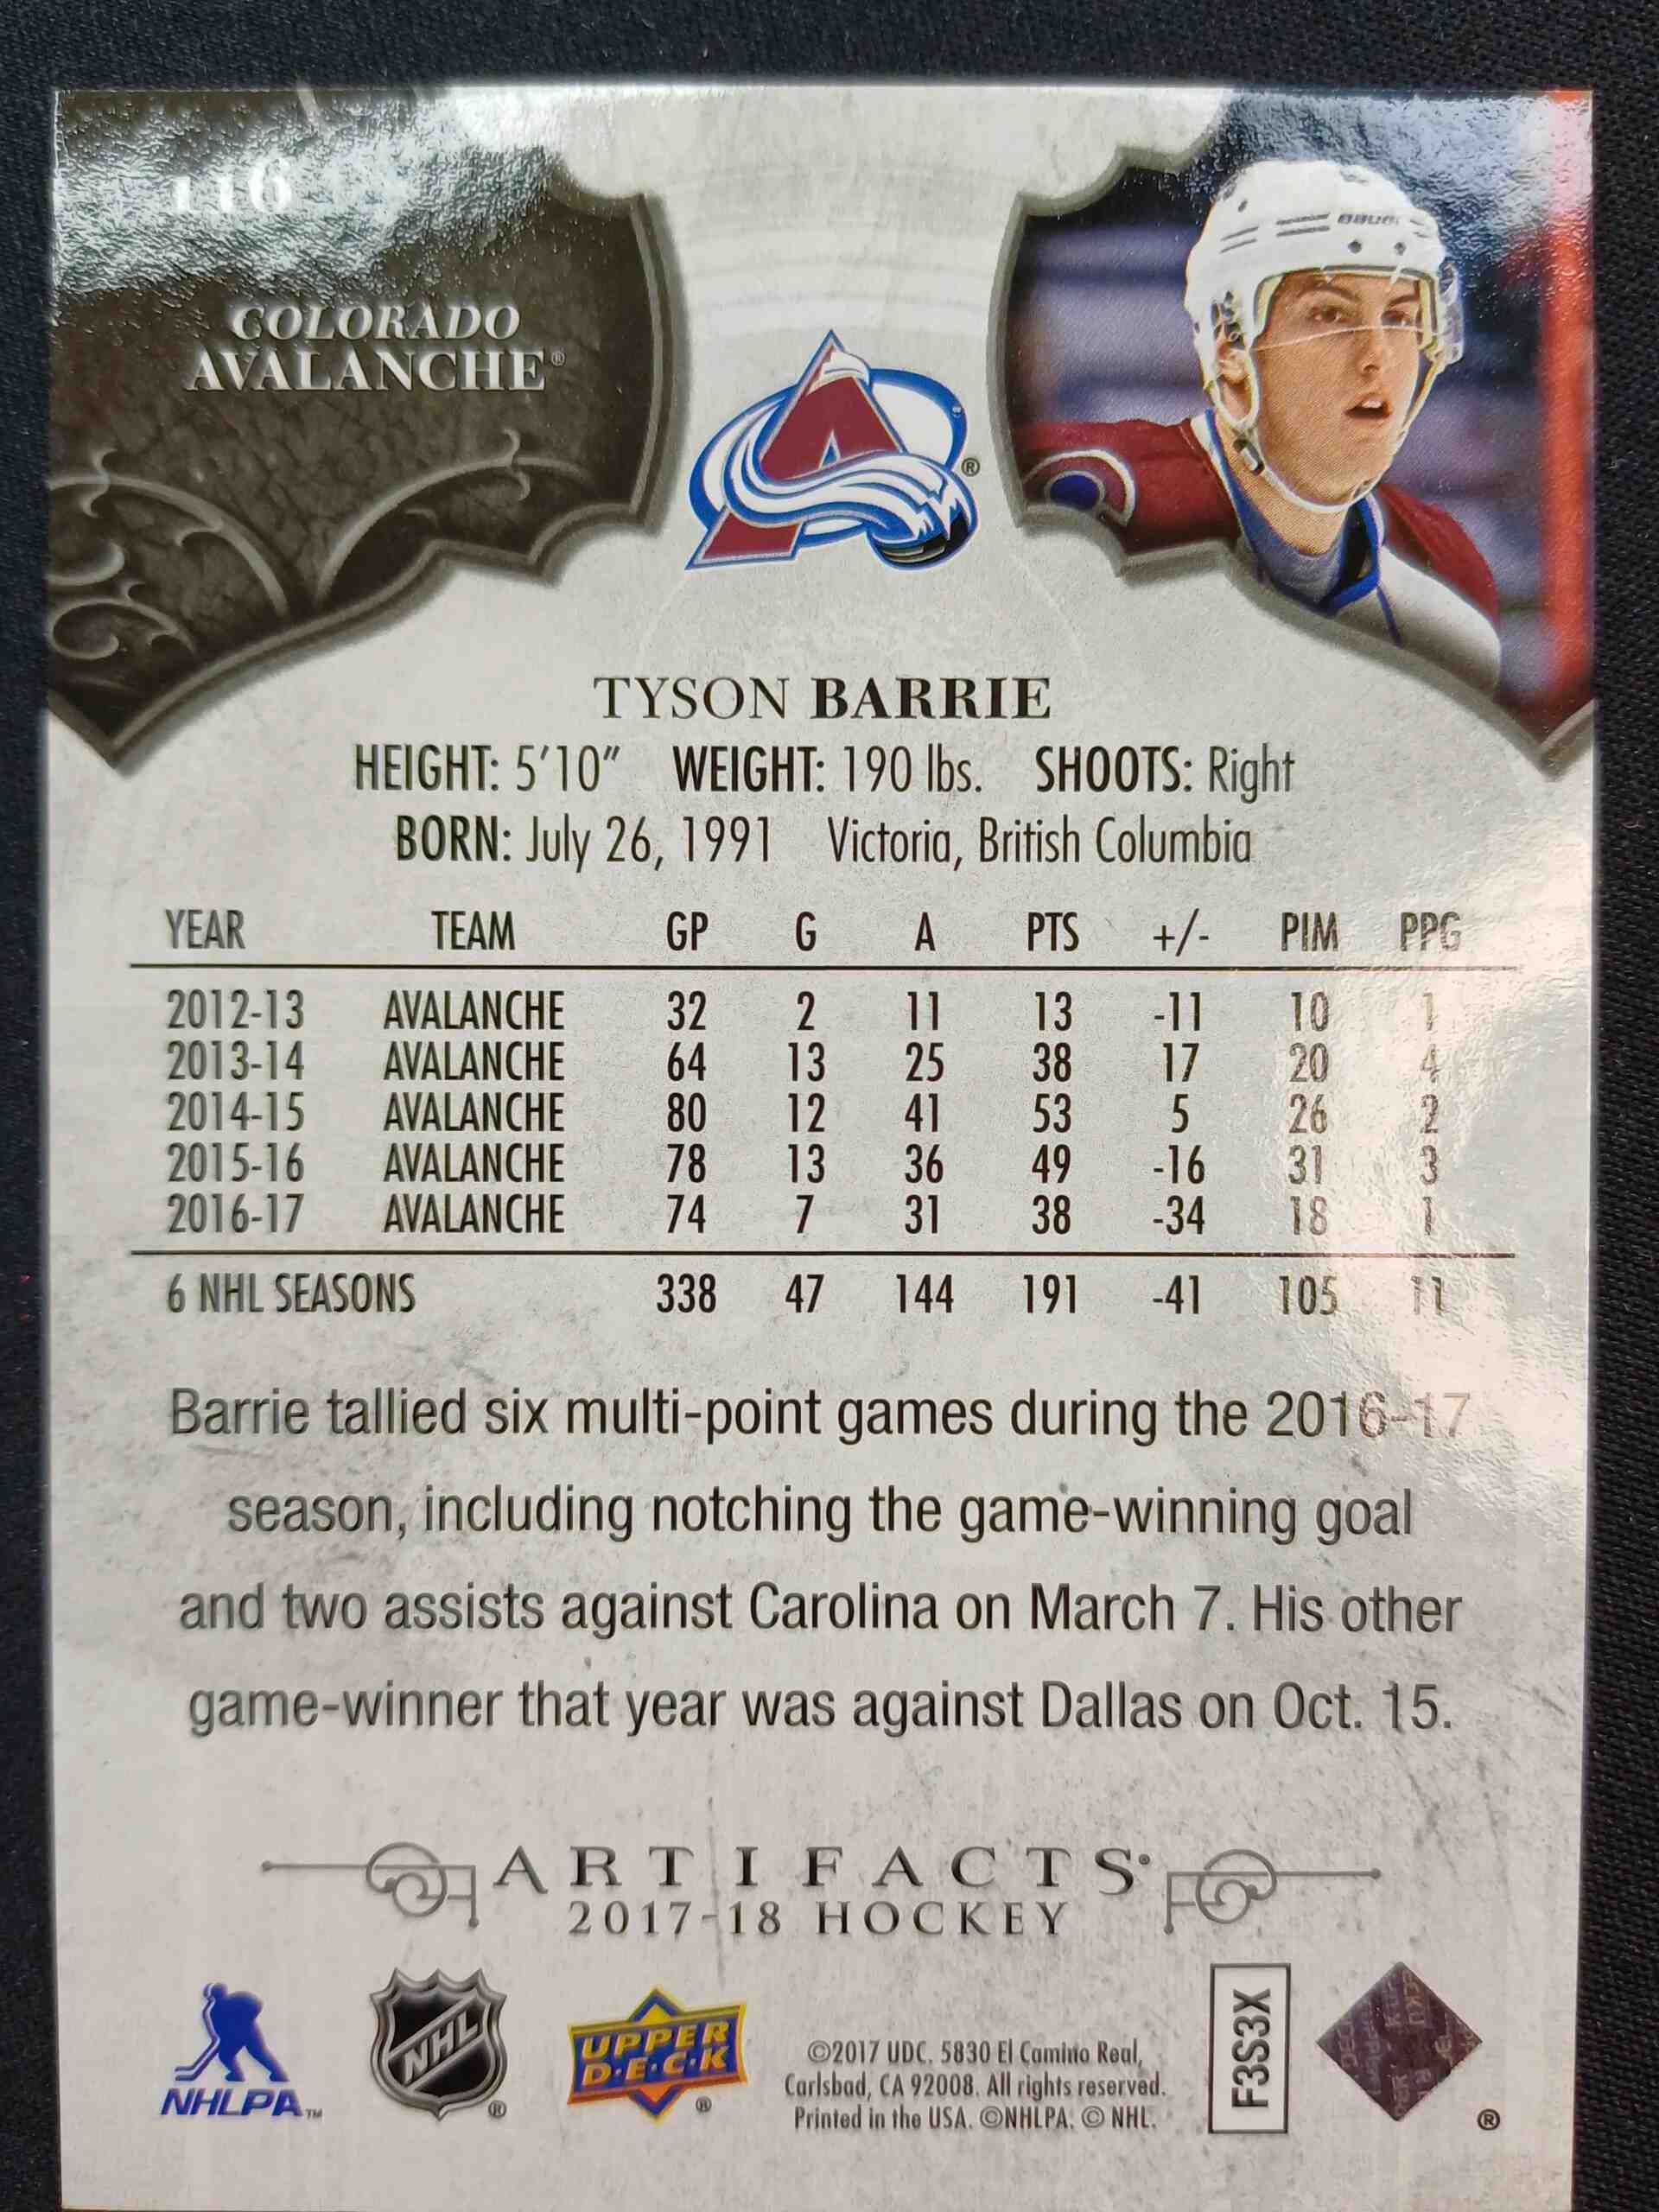 116
COLORADO
AVALANCHE®
BAUER
®
TYSON BARRIE
HEIGHT: 5'10" WEIGHT: 190 lbs. SHOOTS: Right
BORN: July 26, 1991 Victoria, British Columbia
YEAR TEAM GP G A PTS +/- PIM PPG
2012-13 AVALANCHE 32 2 11 13 -11 10 1
2013-14 AVALANCHE 64 13 25 38 17 20 4
2014-15 AVALANCHE 80 12 41 53 5 26 2
2015-16 AVALANCHE 78 13 36 49 -16 31 3
2016-17 AVALANCHE 74 7 31 38 -34 18 1
6 NHL SEASONS 338 47 144 191 -41 105 11
Barrie tallied six multi-point games during the 2016-17
season, including notching the game-winning goal
and two assists against Carolina on March 7. His other
game-winner that year was against Dallas on Oct. 15.
ARTIFACTS
2017-18 HOCKEY
NHLPA™
NHL ®
UPPER
D·E·C·K ®
©2017 UDC. 5830 El Camino Real,
Carlsbad, CA 92008. All rights reserved.
Printed in the USA. ©NHLPA. © NHL.
F3S3X
®